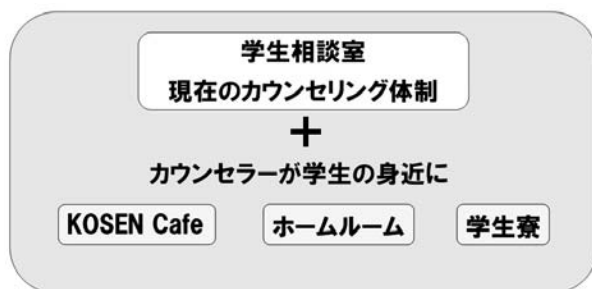 学生相談室
現在のカウンセリング体制
+
カウンセラーが学生の身近に
KOSEN Cafe ホームルーム 学生寮